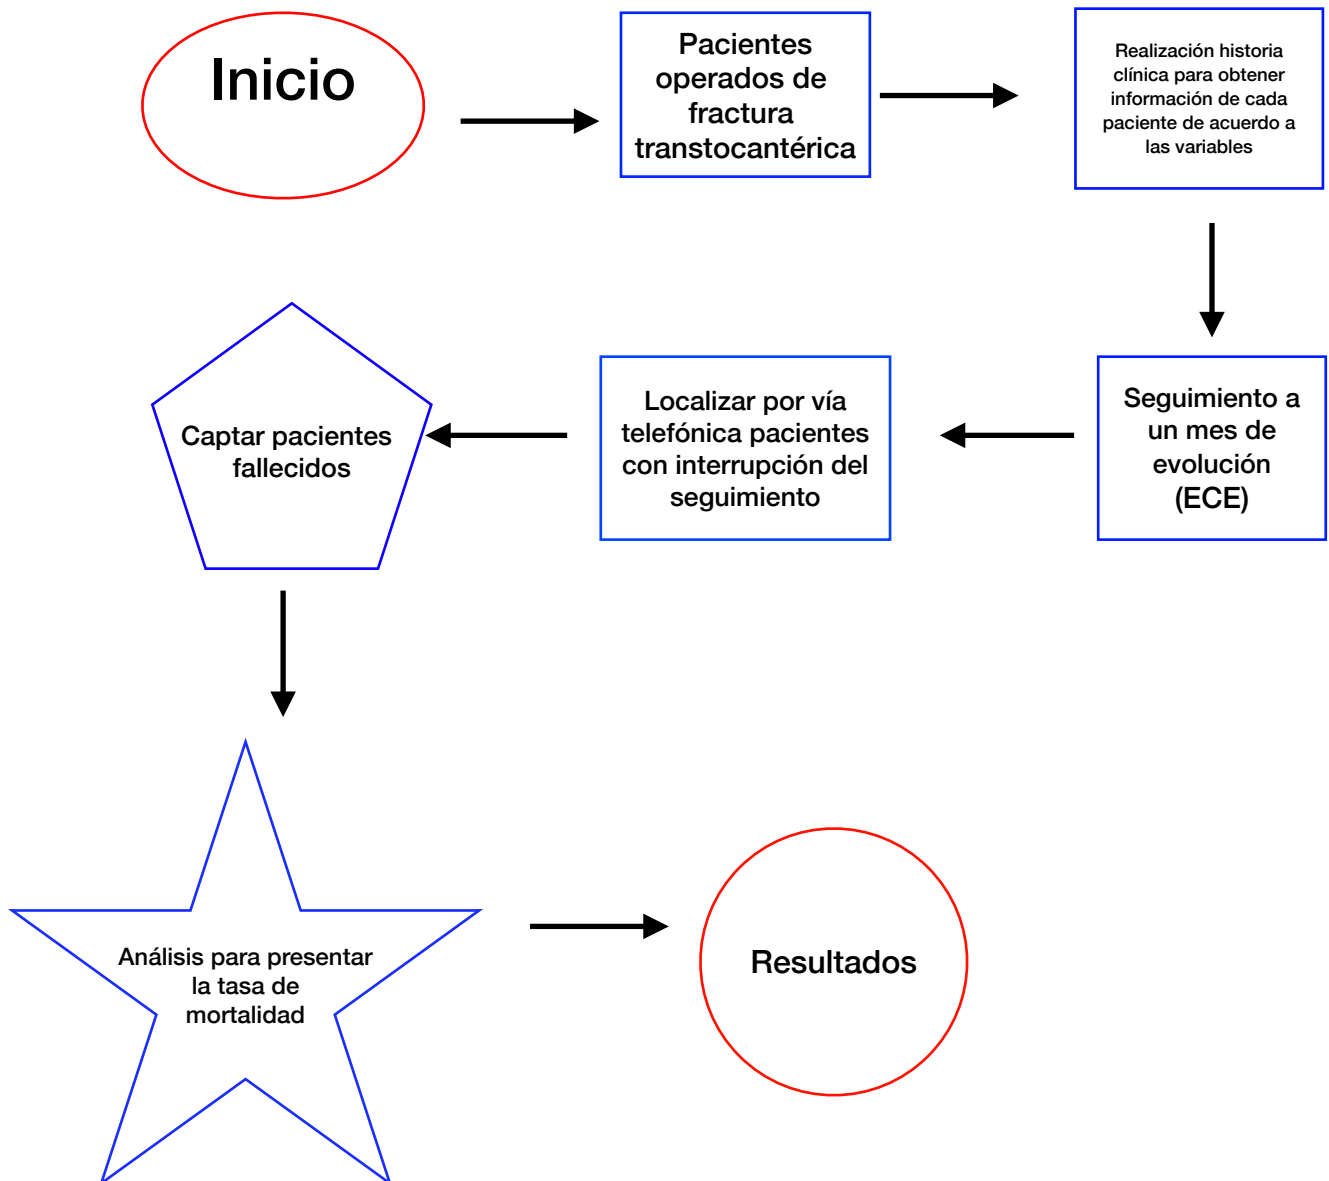 Inicio
Pacientes
operados de
fractura
transtocantérica
Realización historia
clínica para obtener
información de cada
paciente de acuerdo a
las variables
Seguimiento a
un mes de
evolución
(ECE)
Localizar por vía
telefónica pacientes
con interrupción del
seguimiento
Captar pacientes
fallecidos
Análisis para presentar
la tasa de
mortalidad
Resultados